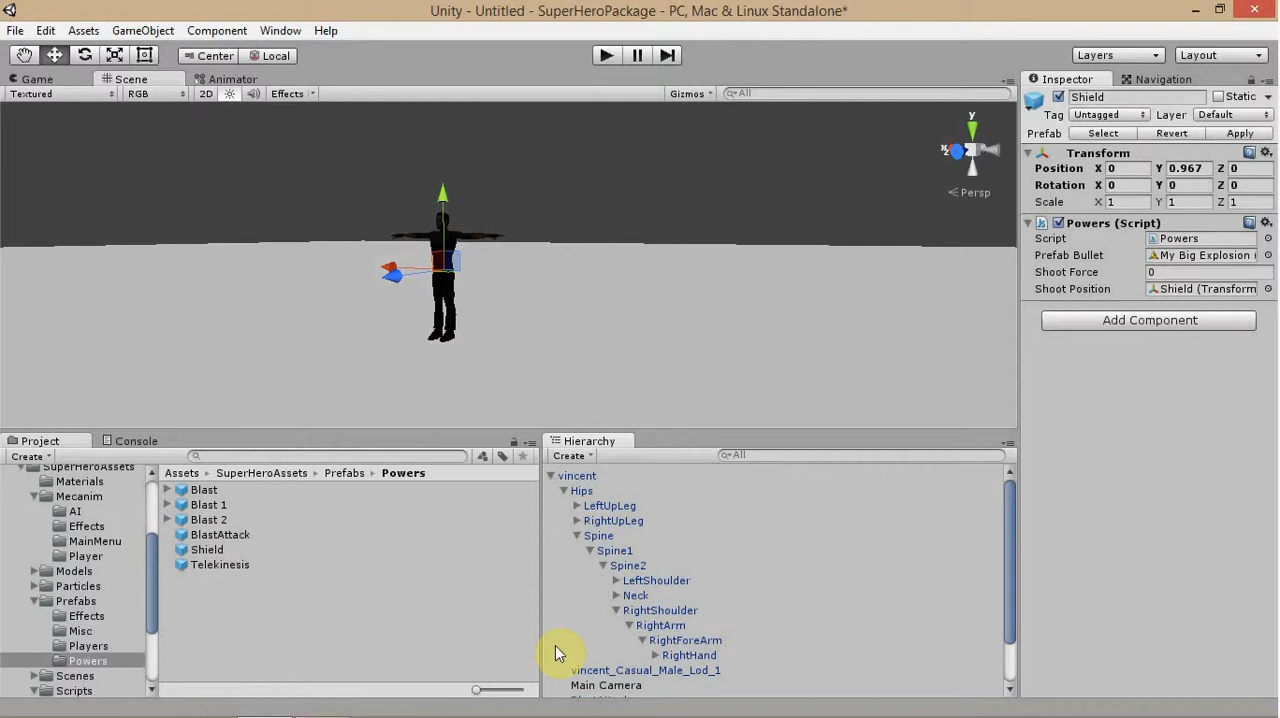 Unity - Untitled - SuperHeroPackage - PC, Mac & Linux Standalone*
File Edit Assets GameObject Component Window Help
Center Local Layers Layout
Game Scene Animator
Textured RGB 2D Effects Gizmos All
y
Persp
Inspector Navigation
Shield Static
Tag Untagged Layer Default
Prefab Select Revert Apply
Transform
Position X 0 Y 0.967 Z 0
Rotation X 0 Y 0 Z 0
Scale X 1 Y 1 Z 1
Powers (Script)
Script Powers
Prefab Bullet My Big Explosion (
Shoot Force 0
Shoot Position Shield (Transform
Add Component
Project Console
Create
SuperHeroAssets
Materials
Mecanim
AI
Effects
MainMenu
Player
Models
Particles
Prefabs
Effects
Misc
Players
Powers
Scenes
Scripts
Assets ▸ SuperHeroAssets ▸ Prefabs ▸ Powers
Blast
Blast 1
Blast 2
BlastAttack
Shield
Telekinesis
Hierarchy
Create All
vincent
Hips
LeftUpLeg
RightUpLeg
Spine
Spine1
Spine2
LeftShoulder
Neck
RightShoulder
RightArm
RightForeArm
RightHand
vincent_Casual_Male_Lod_1
Main Camera